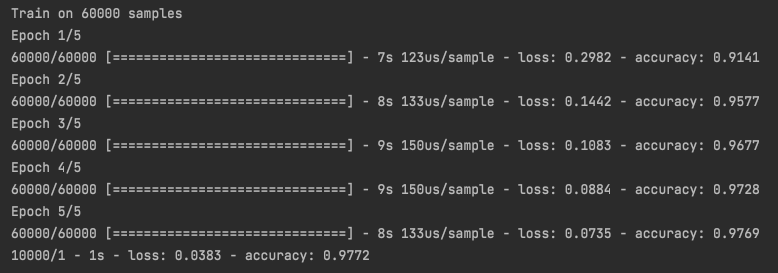 Train on 60000 samples
Epoch 1/5
60000/60000 [==============================] - 7s 123us/sample - loss: 0.2982 - accuracy: 0.9141
Epoch 2/5
60000/60000 [==============================] - 8s 133us/sample - loss: 0.1442 - accuracy: 0.9577
Epoch 3/5
60000/60000 [==============================] - 9s 150us/sample - loss: 0.1083 - accuracy: 0.9677
Epoch 4/5
60000/60000 [==============================] - 9s 150us/sample - loss: 0.0884 - accuracy: 0.9728
Epoch 5/5
60000/60000 [==============================] - 8s 133us/sample - loss: 0.0735 - accuracy: 0.9769
10000/1 - 1s - loss: 0.0383 - accuracy: 0.9772